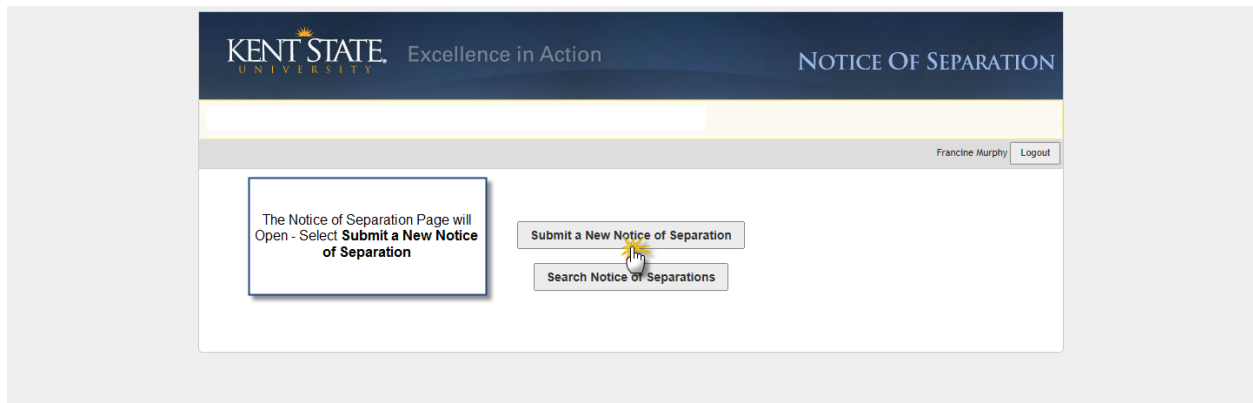 KENT STATE.
UNIVERSITY
Excellence in Action
NOTICE OF SEPARATION
Francine Murphy
Logout
The Notice of Separation Page will
Open - Select Submit a New Notice
of Separation
Submit a New Notice of Separation
Search Notice of Separations